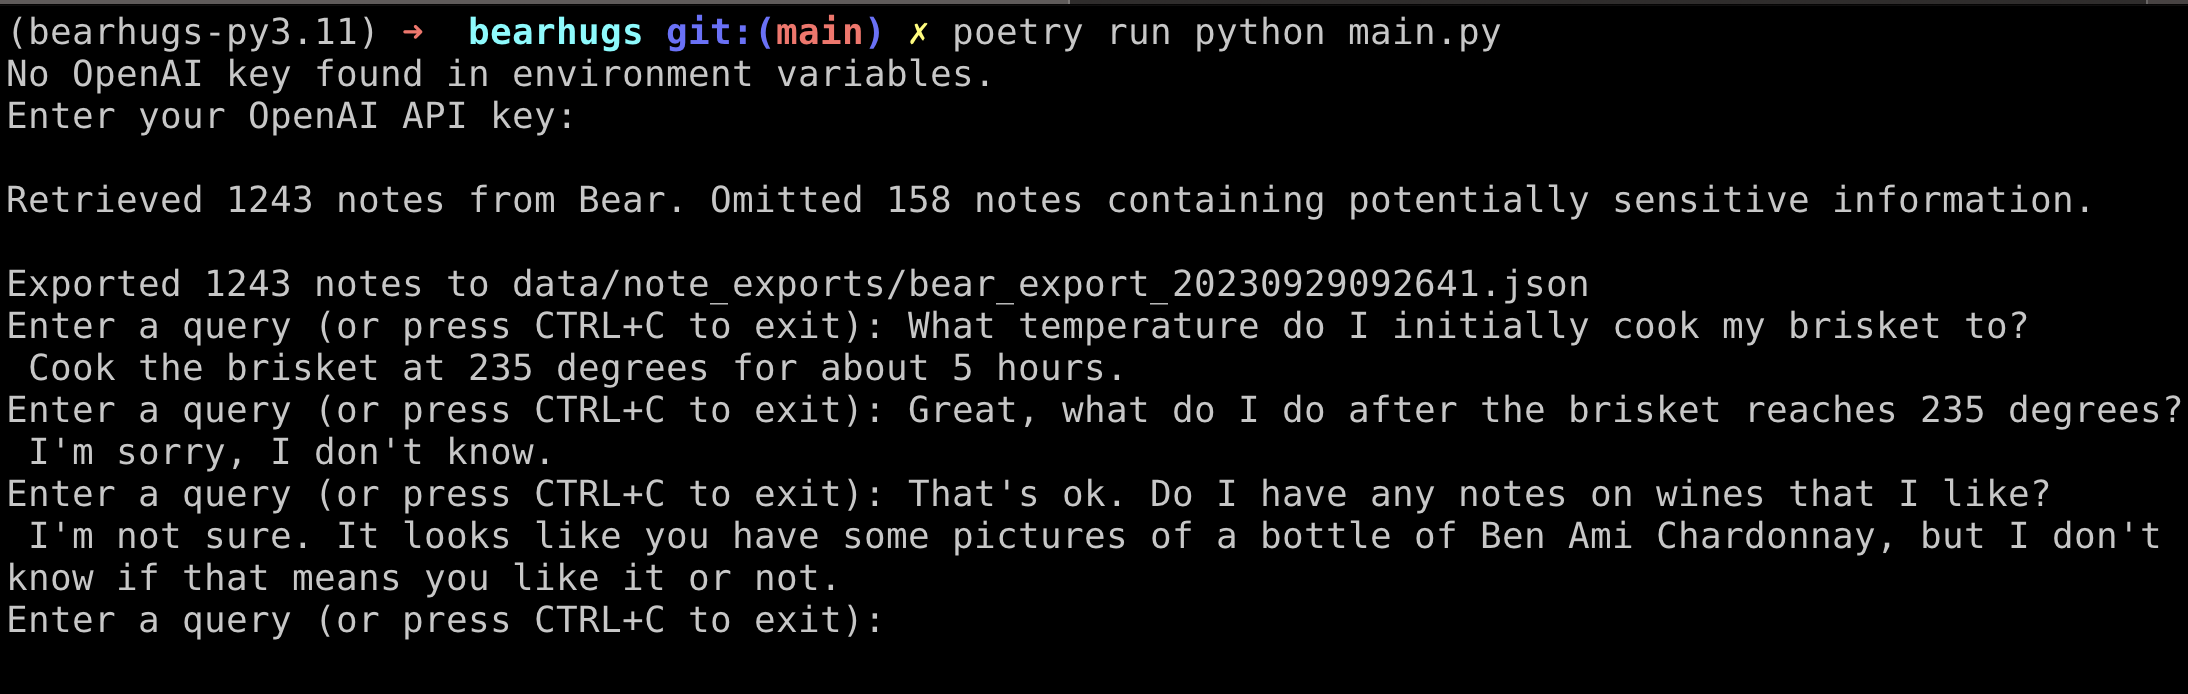 (bearhugs-py3.11) ➜  bearhugs git:(main) ✗ poetry run python main.py
No OpenAI key found in environment variables.
Enter your OpenAI API key:
Retrieved 1243 notes from Bear. Omitted 158 notes containing potentially sensitive information.
Exported 1243 notes to data/note_exports/bear_export_20230929092641.json
Enter a query (or press CTRL+C to exit): What temperature do I initially cook my brisket to?
 Cook the brisket at 235 degrees for about 5 hours.
Enter a query (or press CTRL+C to exit): Great, what do I do after the brisket reaches 235 degrees?
 I'm sorry, I don't know.
Enter a query (or press CTRL+C to exit): That's ok. Do I have any notes on wines that I like?
 I'm not sure. It looks like you have some pictures of a bottle of Ben Ami Chardonnay, but I don't
know if that means you like it or not.
Enter a query (or press CTRL+C to exit):